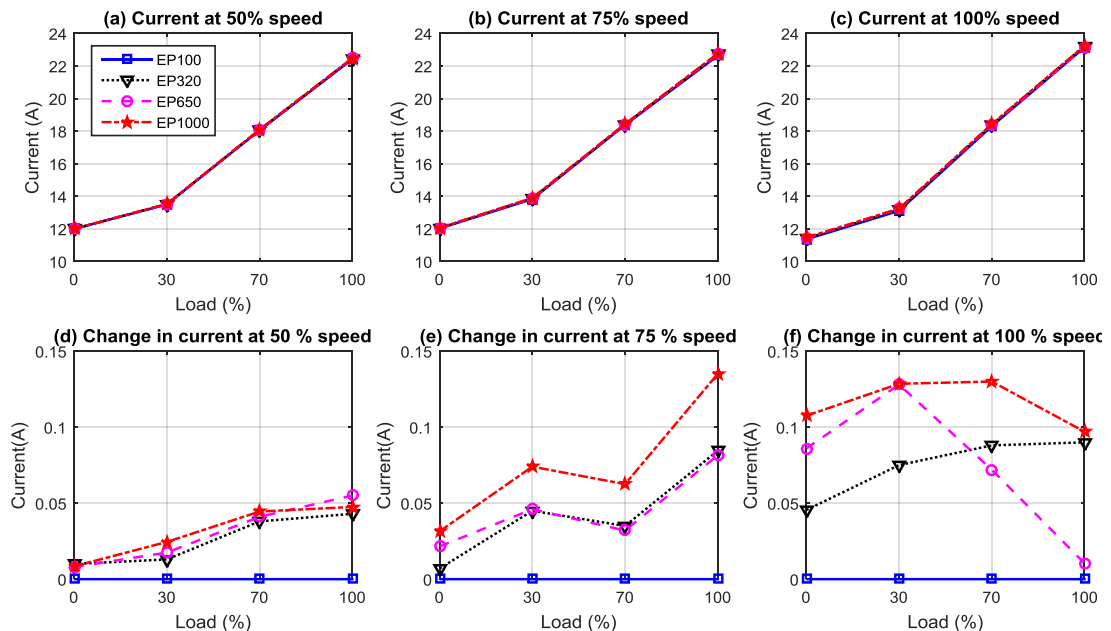 (a) Current at 50% speed
24
22
20
18
16
14
12
10
Current (A)
0
30
70
100
Load (%)
EP100
EP320
EP650
EP1000
(b) Current at 75% speed
24
22
20
18
16
14
12
10
Current (A)
0
30
70
100
Load (%)
(c) Current at 100% speed
24
22
20
18
16
14
12
10
Current (A)
0
30
70
100
Load (%)
(d) Change in current at 50 % speed
0.15
0.1
0.05
0
Current(A)
0
30
70
100
Load (%)
(e) Change in current at 75 % speed
0.15
0.1
0.05
0
Current(A)
0
30
70
100
Load (%)
(f) Change in current at 100 % speed
0.15
0.1
0.05
0
Current(A)
0
30
70
100
Load (%)